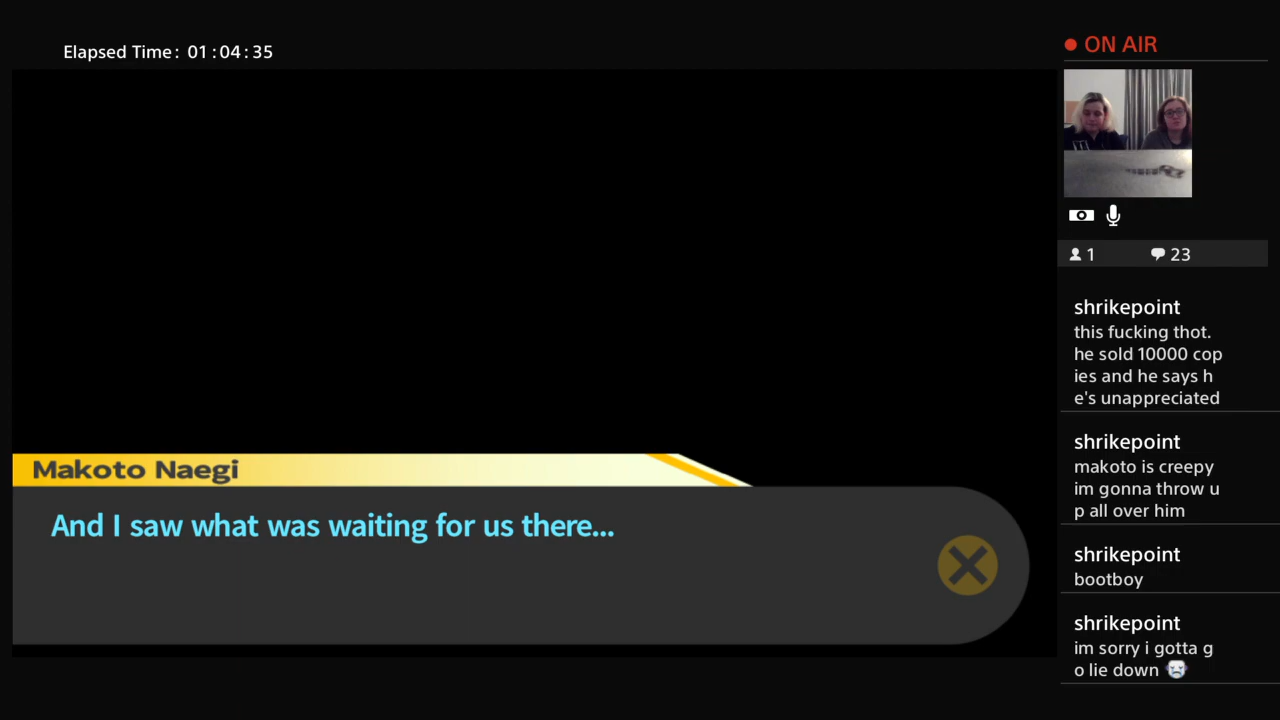 Elapsed Time: 01:04:35
ON AIR
1
23
shrikepoint
this fucking thot.
he sold 10000 cop
ies and he says h
e's unappreciated
shrikepoint
makoto is creepy
im gonna throw u
p all over him
shrikepoint
bootboy
shrikepoint
im sorry i gotta g
o lie down
Makoto Naegi
And I saw what was waiting for us there...